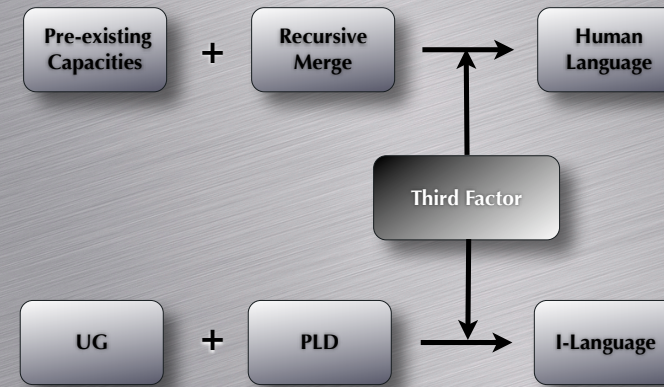 Pre-existing
Capacities
+
Recursive
Merge
Human
Language
Third Factor
UG
+
PLD
I-Language